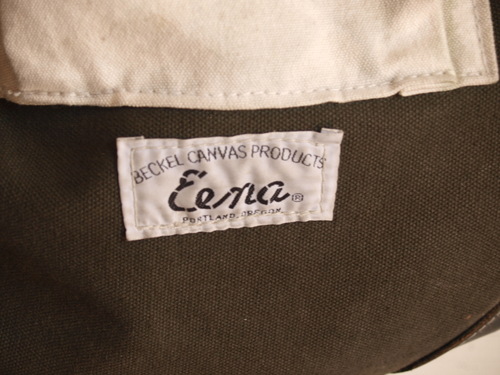 BECKEL CANVAS PRODUCTS
Eena®
PORTLAND, OREGON.